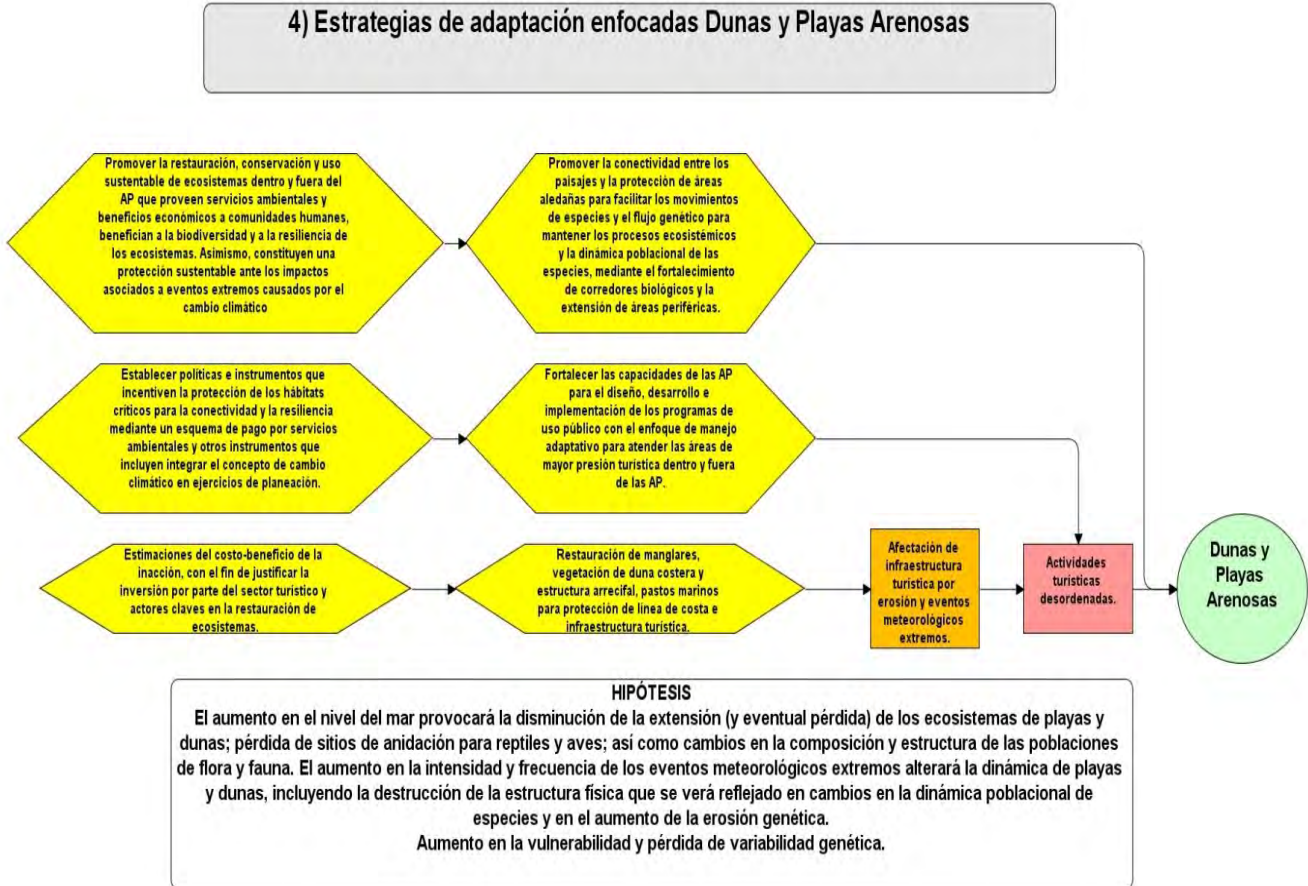 4) Estrategias de adaptación enfocadas Dunas y Playas Arenosas
Promover la restauración, conservación y uso
sustentable de ecosistemas dentro y fuera del
AP que proveen servicios ambientales y
beneficios económicos a comunidades humanes,
benefician a la biodiversidad y a la resiliencia de
los ecosistemas. Asimismo, constituyen una
protección sustentable ante los impactos
asociados a eventos extremos causados por el
cambio climático
Promover la conectividad entre los
paisajes y la protección de áreas
aledañas para facilitar los movimientos
de especies y el flujo genético para
mantener los procesos ecosistémicos
y la dinámica poblacional de las
especies, mediante el fortalecimiento
de corredores biológicos y la
extensión de áreas periféricas.
Establecer políticas e instrumentos que
incentiven la protección de los hábitats
críticos para la conectividad y la resiliencia
mediante un esquema de pago por servicios
ambientales y otros instrumentos que
incluyen integrar el concepto de cambio
climático en ejercicios de planeación.
Fortalecer las capacidades de las AP
para el diseño, desarrollo e
implementación de los programas de
uso público con el enfoque de manejo
adaptativo para atender las áreas de
mayor presión turística dentro y fuera
de las AP.
Estimaciones del costo-beneficio de la
inacción, con el fin de justificar la
inversión por parte del sector turístico y
actores claves en la restauración de
ecosistemas.
Restauración de manglares,
vegetación de duna costera y
estructura arrecifal, pastos marinos
para protección de línea de costa e
infraestructura turística.
Afectación de
infraestructura
turística por
erosión y eventos
meteorológicos
extremos.
Actividades
turísticas
desordenadas.
Dunas y
Playas
Arenosas
HIPÓTESIS
El aumento en el nivel del mar provocará la disminución de la extensión (y eventual pérdida) de los ecosistemas de playas y
dunas; pérdida de sitios de anidación para reptiles y aves; así como cambios en la composición y estructura de las poblaciones
de flora y fauna. El aumento en la intensidad y frecuencia de los eventos meteorológicos extremos alterará la dinámica de playas
y dunas, incluyendo la destrucción de la estructura física que se verá reflejado en cambios en la dinámica poblacional de
especies y en el aumento de la erosión genética.
Aumento en la vulnerabilidad y pérdida de variabilidad genética.